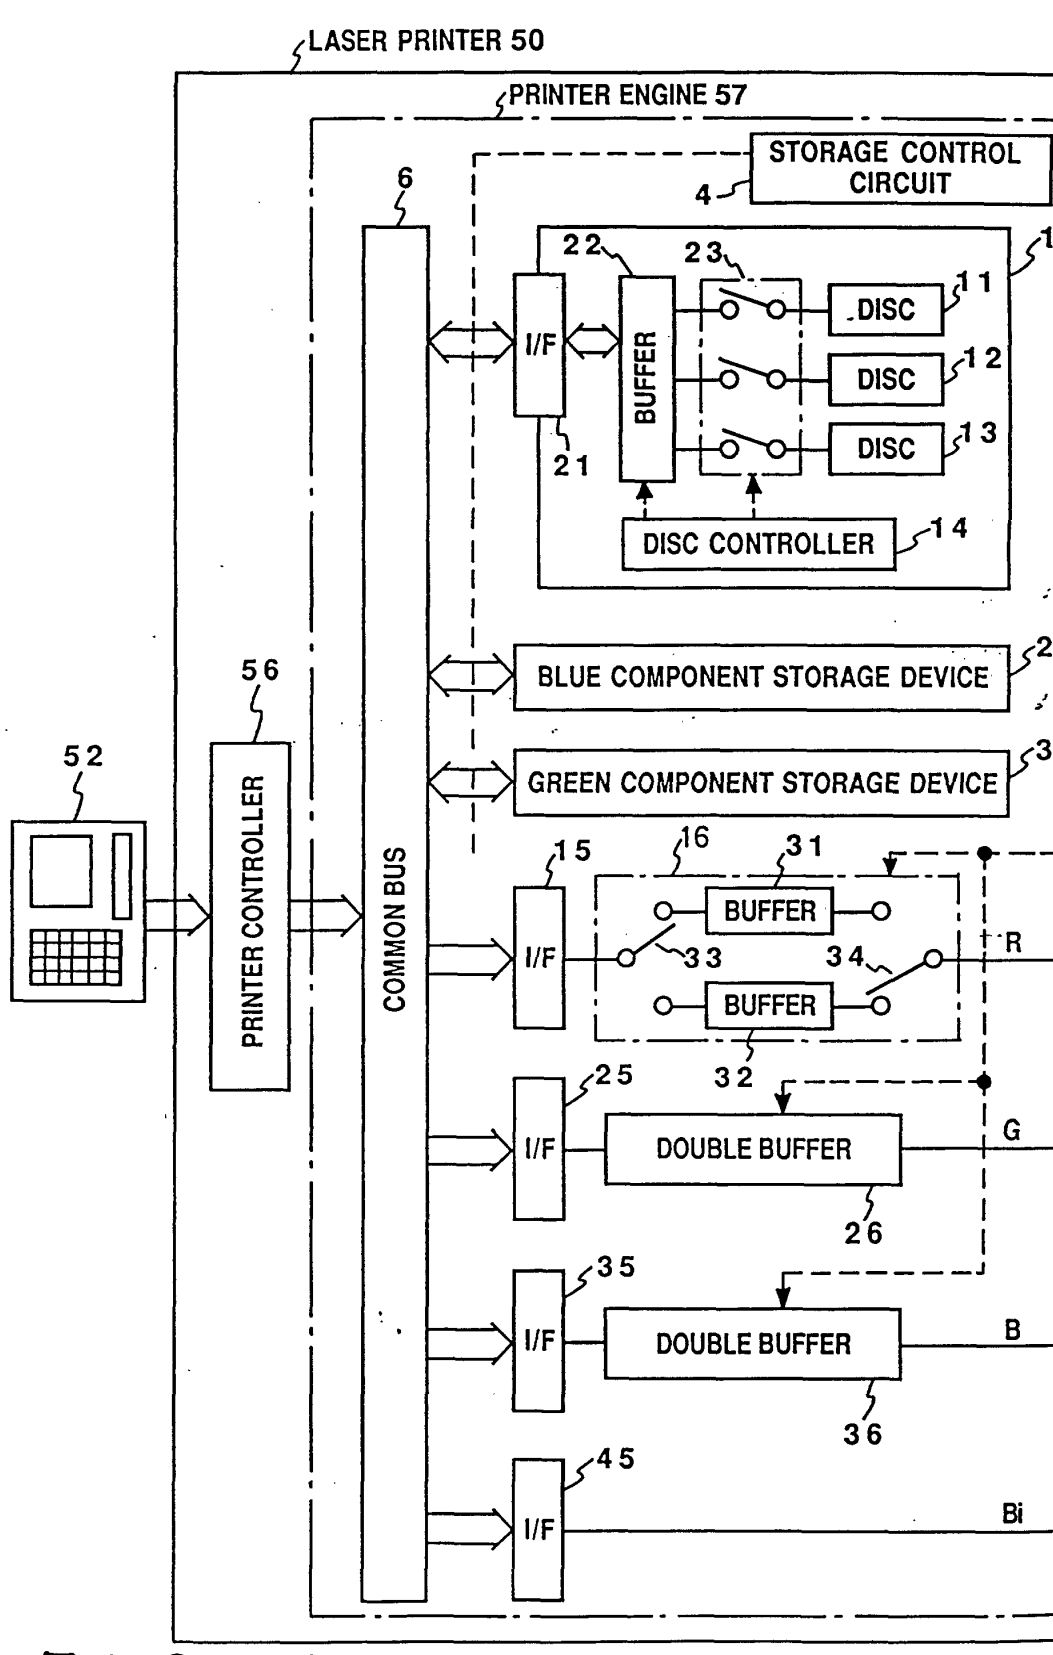 LASER PRINTER 50
PRINTER ENGINE 57
STORAGE CONTROL
CIRCUIT
4
6
1
22
23
11
I/F
BUFFER
DISC
12
DISC
13
DISC
21
14
DISC CONTROLLER
2
BLUE COMPONENT STORAGE DEVICE
56
3
GREEN COMPONENT STORAGE DEVICE
52
PRINTER CONTROLLER
COMMON BUS
15
16
31
BUFFER
I/F
33
34
R
BUFFER
32
25
I/F
DOUBLE BUFFER
G
26
35
I/F
DOUBLE BUFFER
B
36
45
I/F
Bi